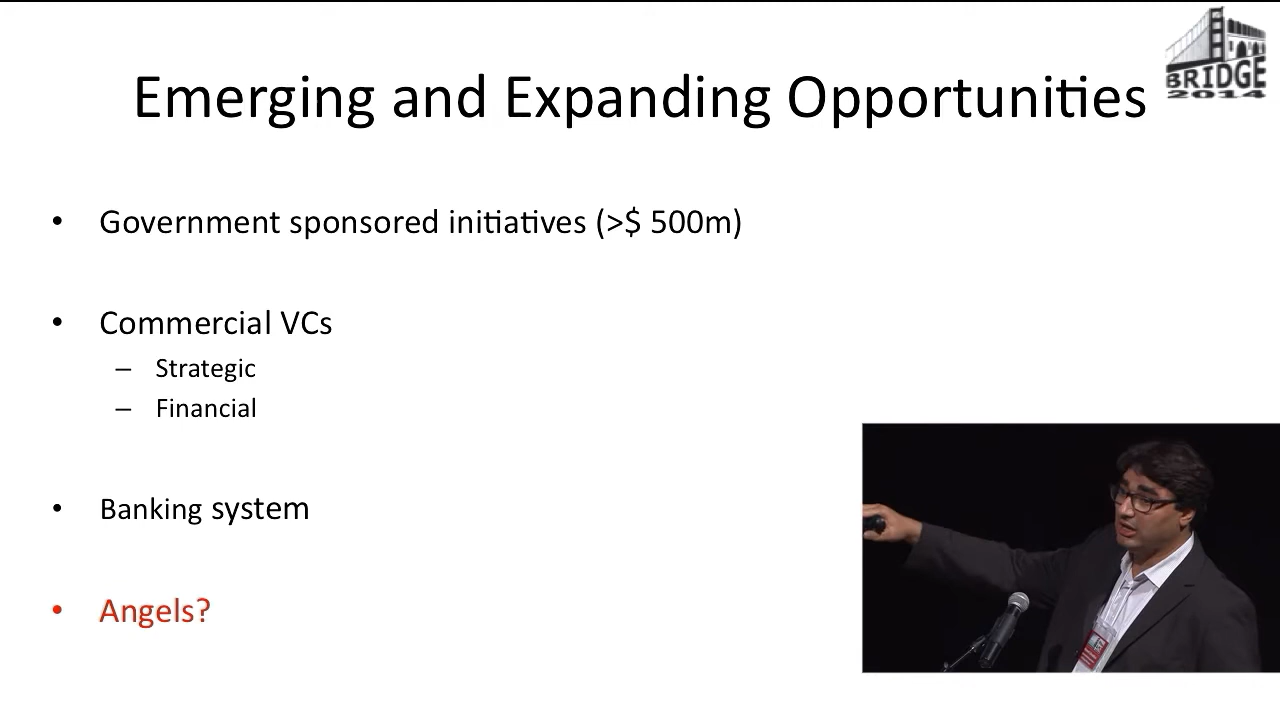 BRIDGE
2014
Emerging and Expanding Opportunities
• Government sponsored initiatives (>$ 500m)
• Commercial VCs
– Strategic
– Financial
• Banking system
• Angels?